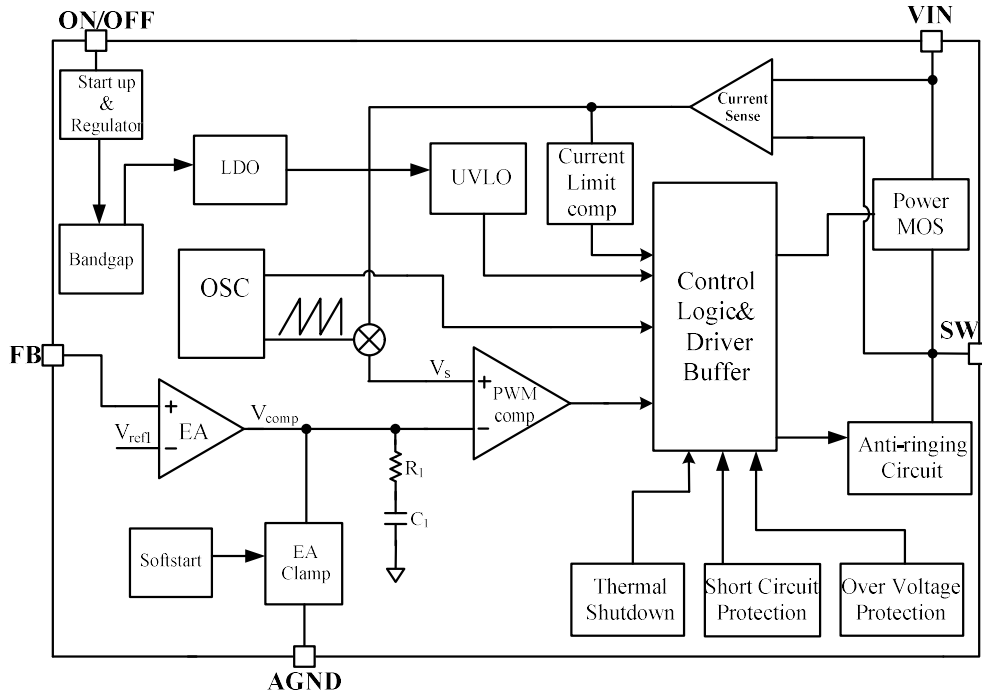 ON/OFF
VIN
Start up
&
Regulator
Current
Sense
LDO
UVLO
Current
Limit
comp
Power
MOS
Bandgap
OSC
Control
Logic&
Driver
Buffer
SW
FB
Vs
PWM
comp
Vcomp
Vref1
EA
R1
C1
Anti-ringing
Circuit
Softstart
EA
Clamp
Thermal
Shutdown
Short Circuit
Protection
Over Voltage
Protection
AGND